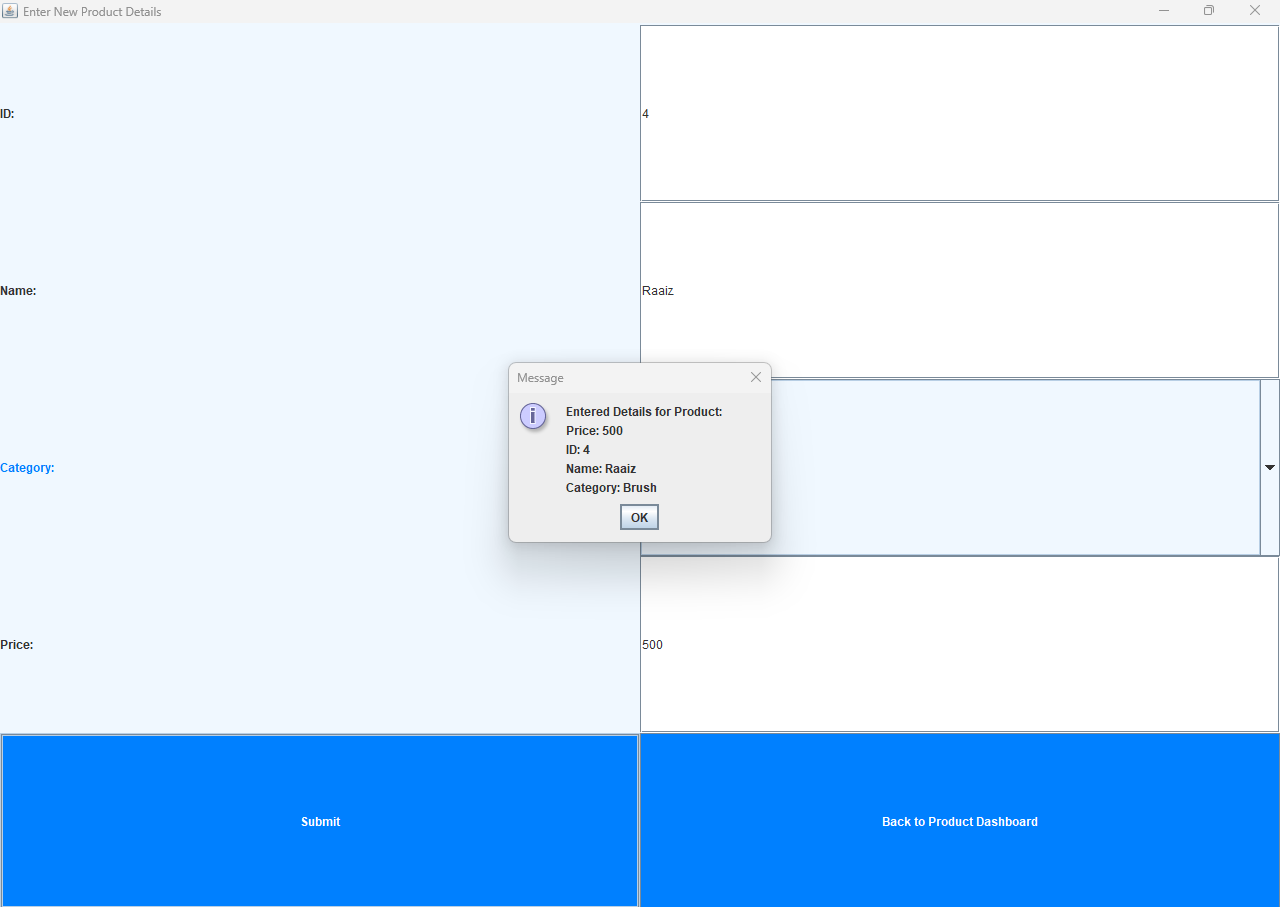 Enter New Product Details
ID:
4
Name:
Raaiz
Message
Entered Details for Product:
Price: 500
ID: 4
Name: Raaiz
Category: Brush
OK
Category:
Price:
500
Submit
Back to Product Dashboard